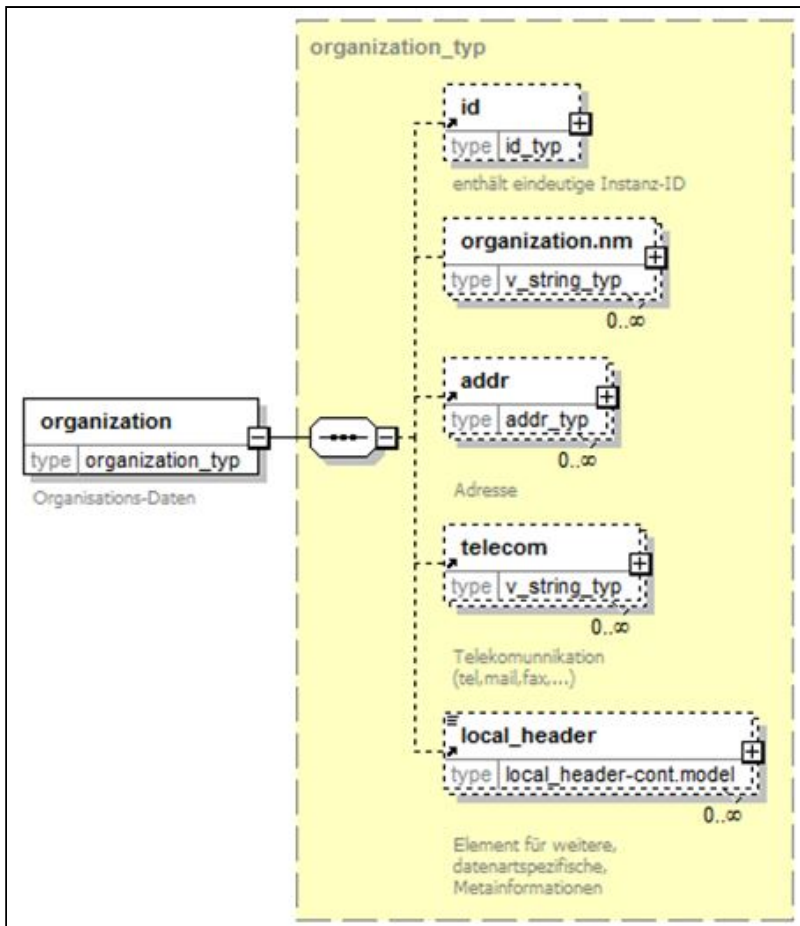 organization_typ
id
type id_typ
enthält eindeutige Instanz-ID
organization.nm
type v_string_typ
0..∞
addr
type addr_typ
0..∞
Adresse
organization
type organization_typ
Organisations-Daten
telecom
type v_string_typ
0..∞
Telekomunnikation
(tel,mail,fax,...)
local_header
type local_header-cont.model
0..∞
Element für weitere,
datenartspezifische,
Metainformationen